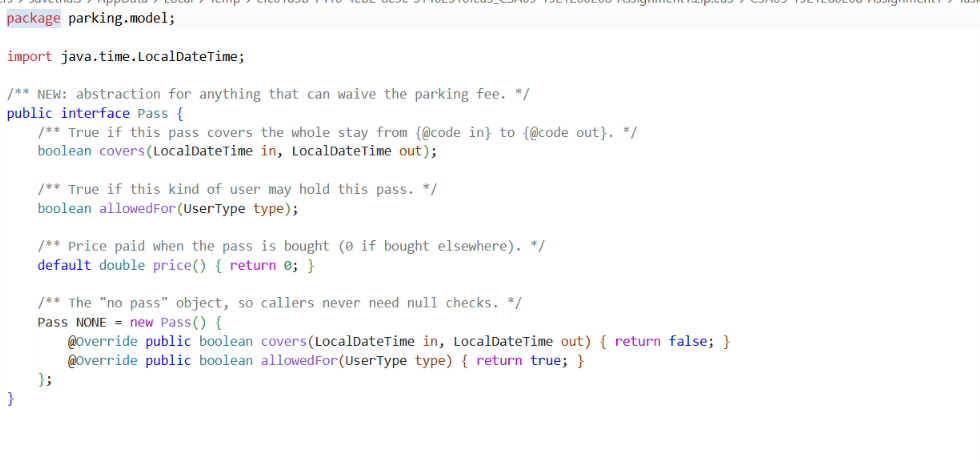 package parking.model;
import java.time.LocalDateTime;
/** NEW: abstraction for anything that can waive the parking fee. */
public interface Pass {
/** True if this pass covers the whole stay from {@code in} to {@code out}. */
boolean covers(LocalDateTime in, LocalDateTime out);
/** True if this kind of user may hold this pass. */
boolean allowedFor(UserType type);
/** Price paid when the pass is bought (0 if bought elsewhere). */
default double price() { return 0; }
/** The "no pass" object, so callers never need null checks. */
Pass NONE = new Pass() {
@Override public boolean covers(LocalDateTime in, LocalDateTime out) { return false; }
@Override public boolean allowedFor(UserType type) { return true; }
};
}